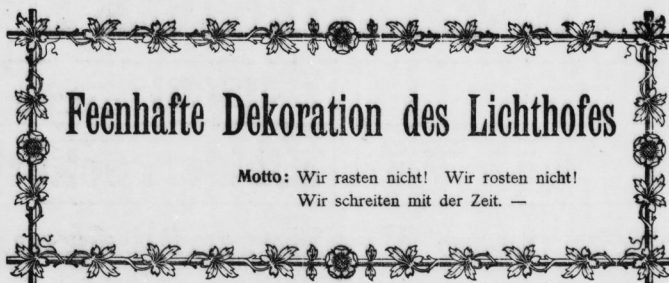 Feenhafte Dekoration des Lichthofes
Motto: Wir rasten nicht! Wir rosten nicht!
Wir schreiten mit der Zeit. —